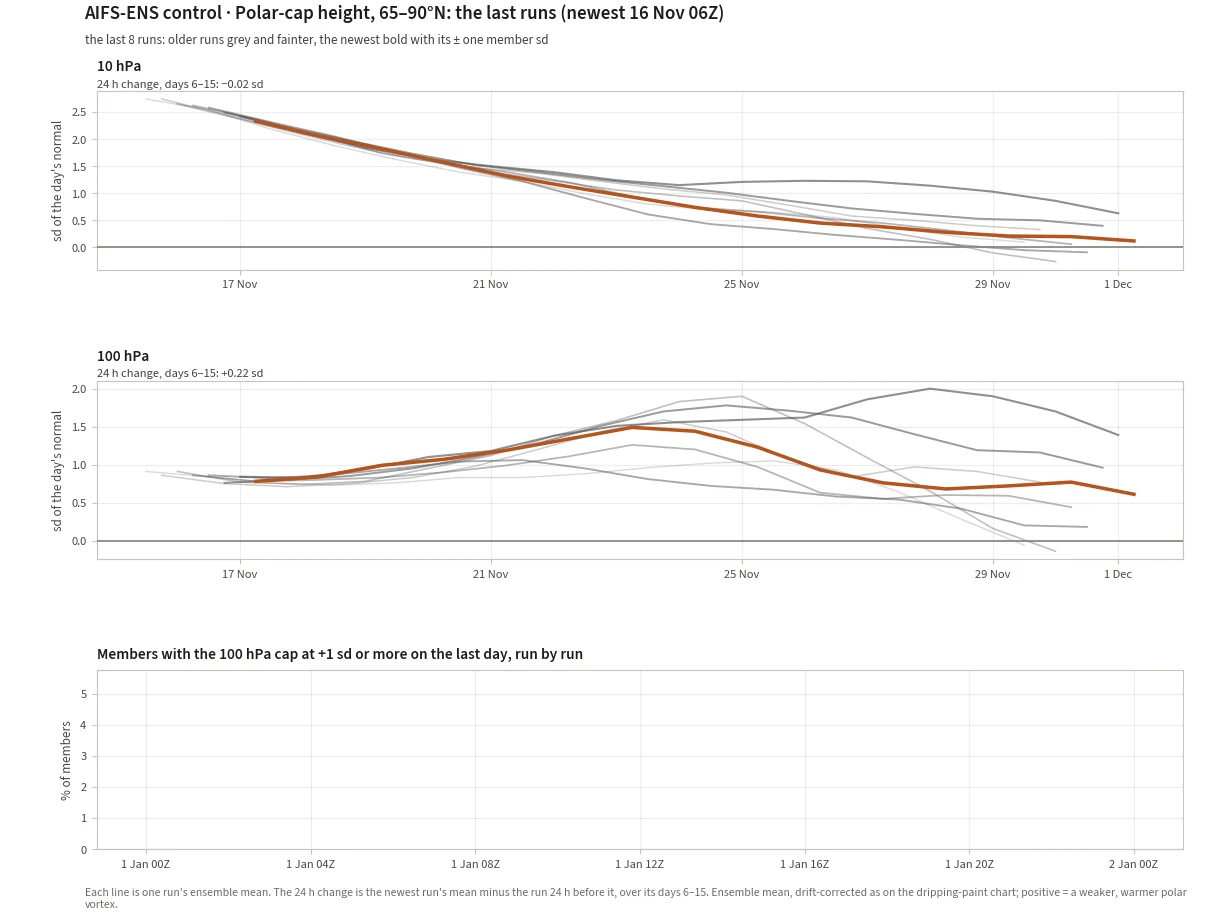 AIFS-ENS control · Polar-cap height, 65–90°N: the last runs (newest 16 Nov 06Z)
the last 8 runs: older runs grey and fainter, the newest bold with its ± one member sd
10 hPa
24 h change, days 6–15: −0.02 sd
sd of the day's normal
2.5
2.0
1.5
1.0
0.5
0.0
17 Nov
21 Nov
25 Nov
29 Nov
1 Dec
100 hPa
24 h change, days 6–15: +0.22 sd
sd of the day's normal
2.0
1.5
1.0
0.5
0.0
17 Nov
21 Nov
25 Nov
29 Nov
1 Dec
Members with the 100 hPa cap at +1 sd or more on the last day, run by run
% of members
5
4
3
2
1
0
1 Jan 00Z
1 Jan 04Z
1 Jan 08Z
1 Jan 12Z
1 Jan 16Z
1 Jan 20Z
2 Jan 00Z
Each line is one run's ensemble mean. The 24 h change is the newest run's mean minus the run 24 h before it, over its days 6–15. Ensemble mean, drift-corrected as on the dripping-paint chart; positive = a weaker, warmer polar
vortex.